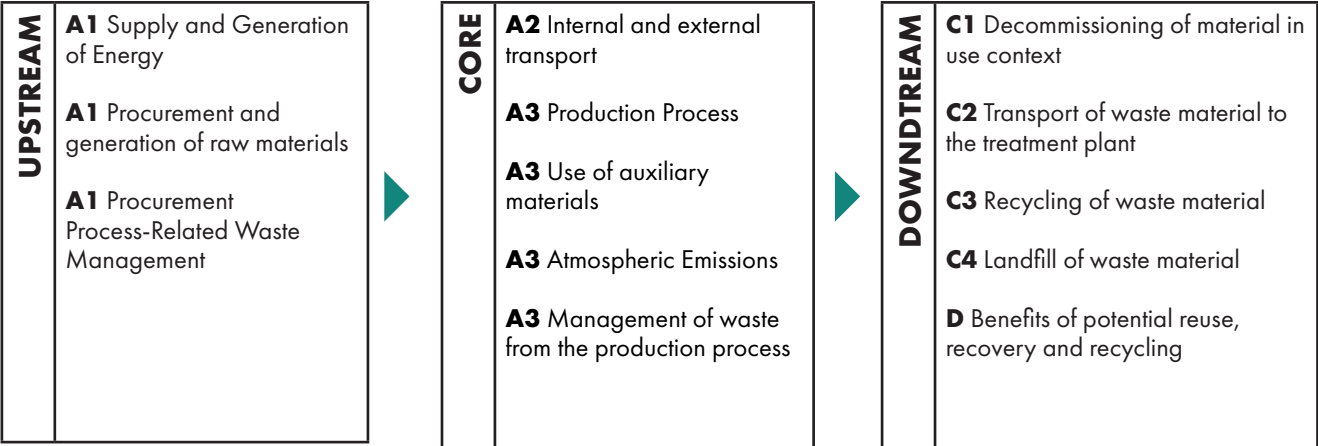 UPSTREAM
A1 Supply and Generation
of Energy
A1 Procurement and
generation of raw materials
A1 Procurement
Process-Related Waste
Management
CORE
A2 Internal and external
transport
A3 Production Process
A3 Use of auxiliary
materials
A3 Atmospheric Emissions
A3 Management of waste
from the production process
DOWNDTREAM
C1 Decommissioning of material in
use context
C2 Transport of waste material to
the treatment plant
C3 Recycling of waste material
C4 Landfill of waste material
D Benefits of potential reuse,
recovery and recycling